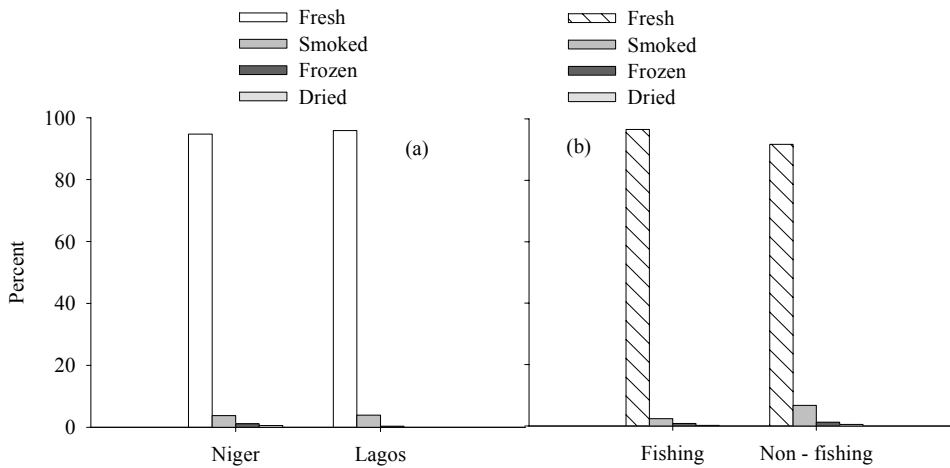 Fresh
Smoked
Frozen
Dried
Fresh
Smoked
Frozen
Dried
100
80
60
40
20
0
Percent
(a)
(b)
Niger
Lagos
Fishing
Non - fishing